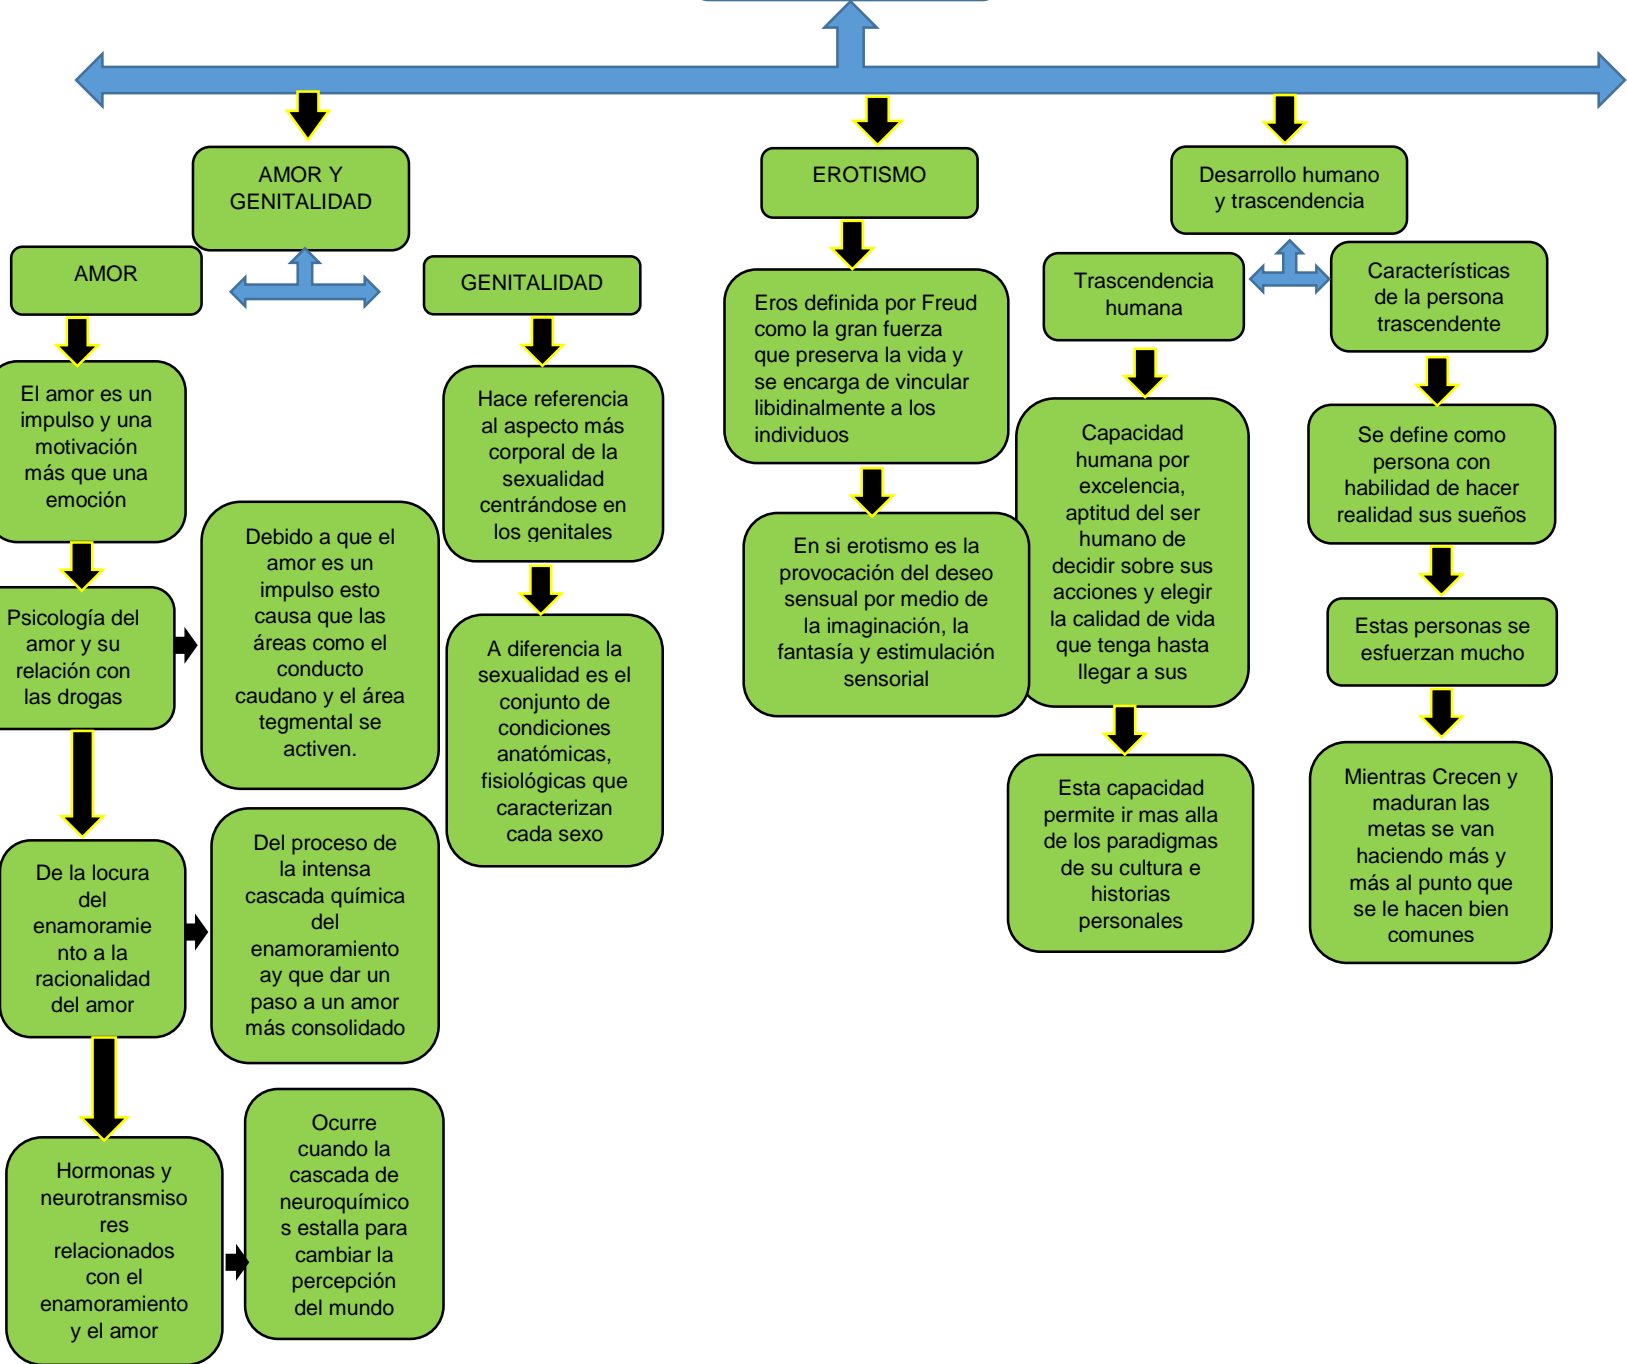 AMOR Y
GENITALIDAD
AMOR
El amor es un
impulso y una
motivación
más que una
emoción
Psicología del
amor y su
relación con
las drogas
Debido a que el
amor es un
impulso esto
causa que las
áreas como el
conducto
caudano y el área
tegmental se
activen.
De la locura
del
enamoramie
nto a la
racionalidad
del amor
Del proceso de
la intensa
cascada química
del
enamoramiento
ay que dar un
paso a un amor
más consolidado
Hormonas y
neurotransmiso
res
relacionados
con el
enamoramiento
y el amor
Ocurre
cuando la
cascada de
neuroquímico
s estalla para
cambiar la
percepción
del mundo
GENITALIDAD
Hace referencia
al aspecto más
corporal de la
sexualidad
centrándose en
los genitales
A diferencia la
sexualidad es el
conjunto de
condiciones
anatómicas,
fisiológicas que
caracterizan
cada sexo
EROTISMO
Eros definida por Freud
como la gran fuerza
que preserva la vida y
se encarga de vincular
libidinalmente a los
individuos
En si erotismo es la
provocación del deseo
sensual por medio de
la imaginación, la
fantasía y estimulación
sensorial
Desarrollo humano
y trascendencia
Trascendencia
humana
Capacidad
humana por
excelencia,
aptitud del ser
humano de
decidir sobre sus
acciones y elegir
la calidad de vida
que tenga hasta
llegar a sus
Esta capacidad
permite ir mas alla
de los paradigmas
de su cultura e
historias
personales
Características
de la persona
trascendente
Se define como
persona con
habilidad de hacer
realidad sus sueños
Estas personas se
esfuerzan mucho
Mientras Crecen y
maduran las
metas se van
haciendo más y
más al punto que
se le hacen bien
comunes